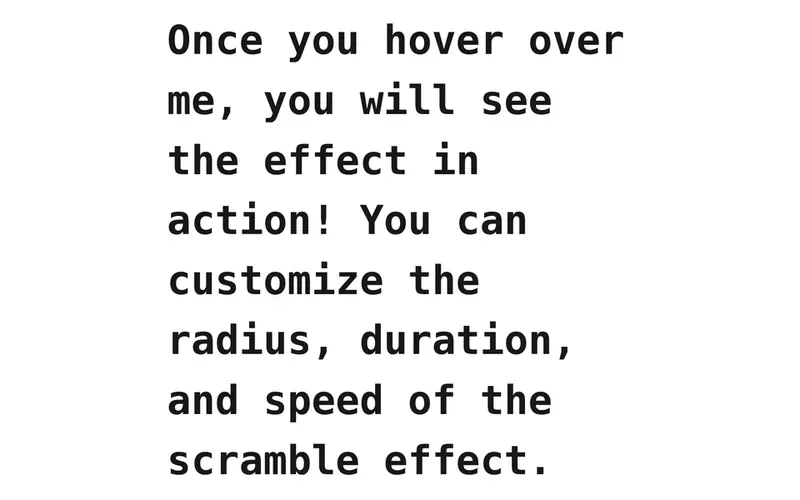 Once you hover over
me, you will see
the effect in
action! You can
customize the
radius, duration,
and speed of the
scramble effect.